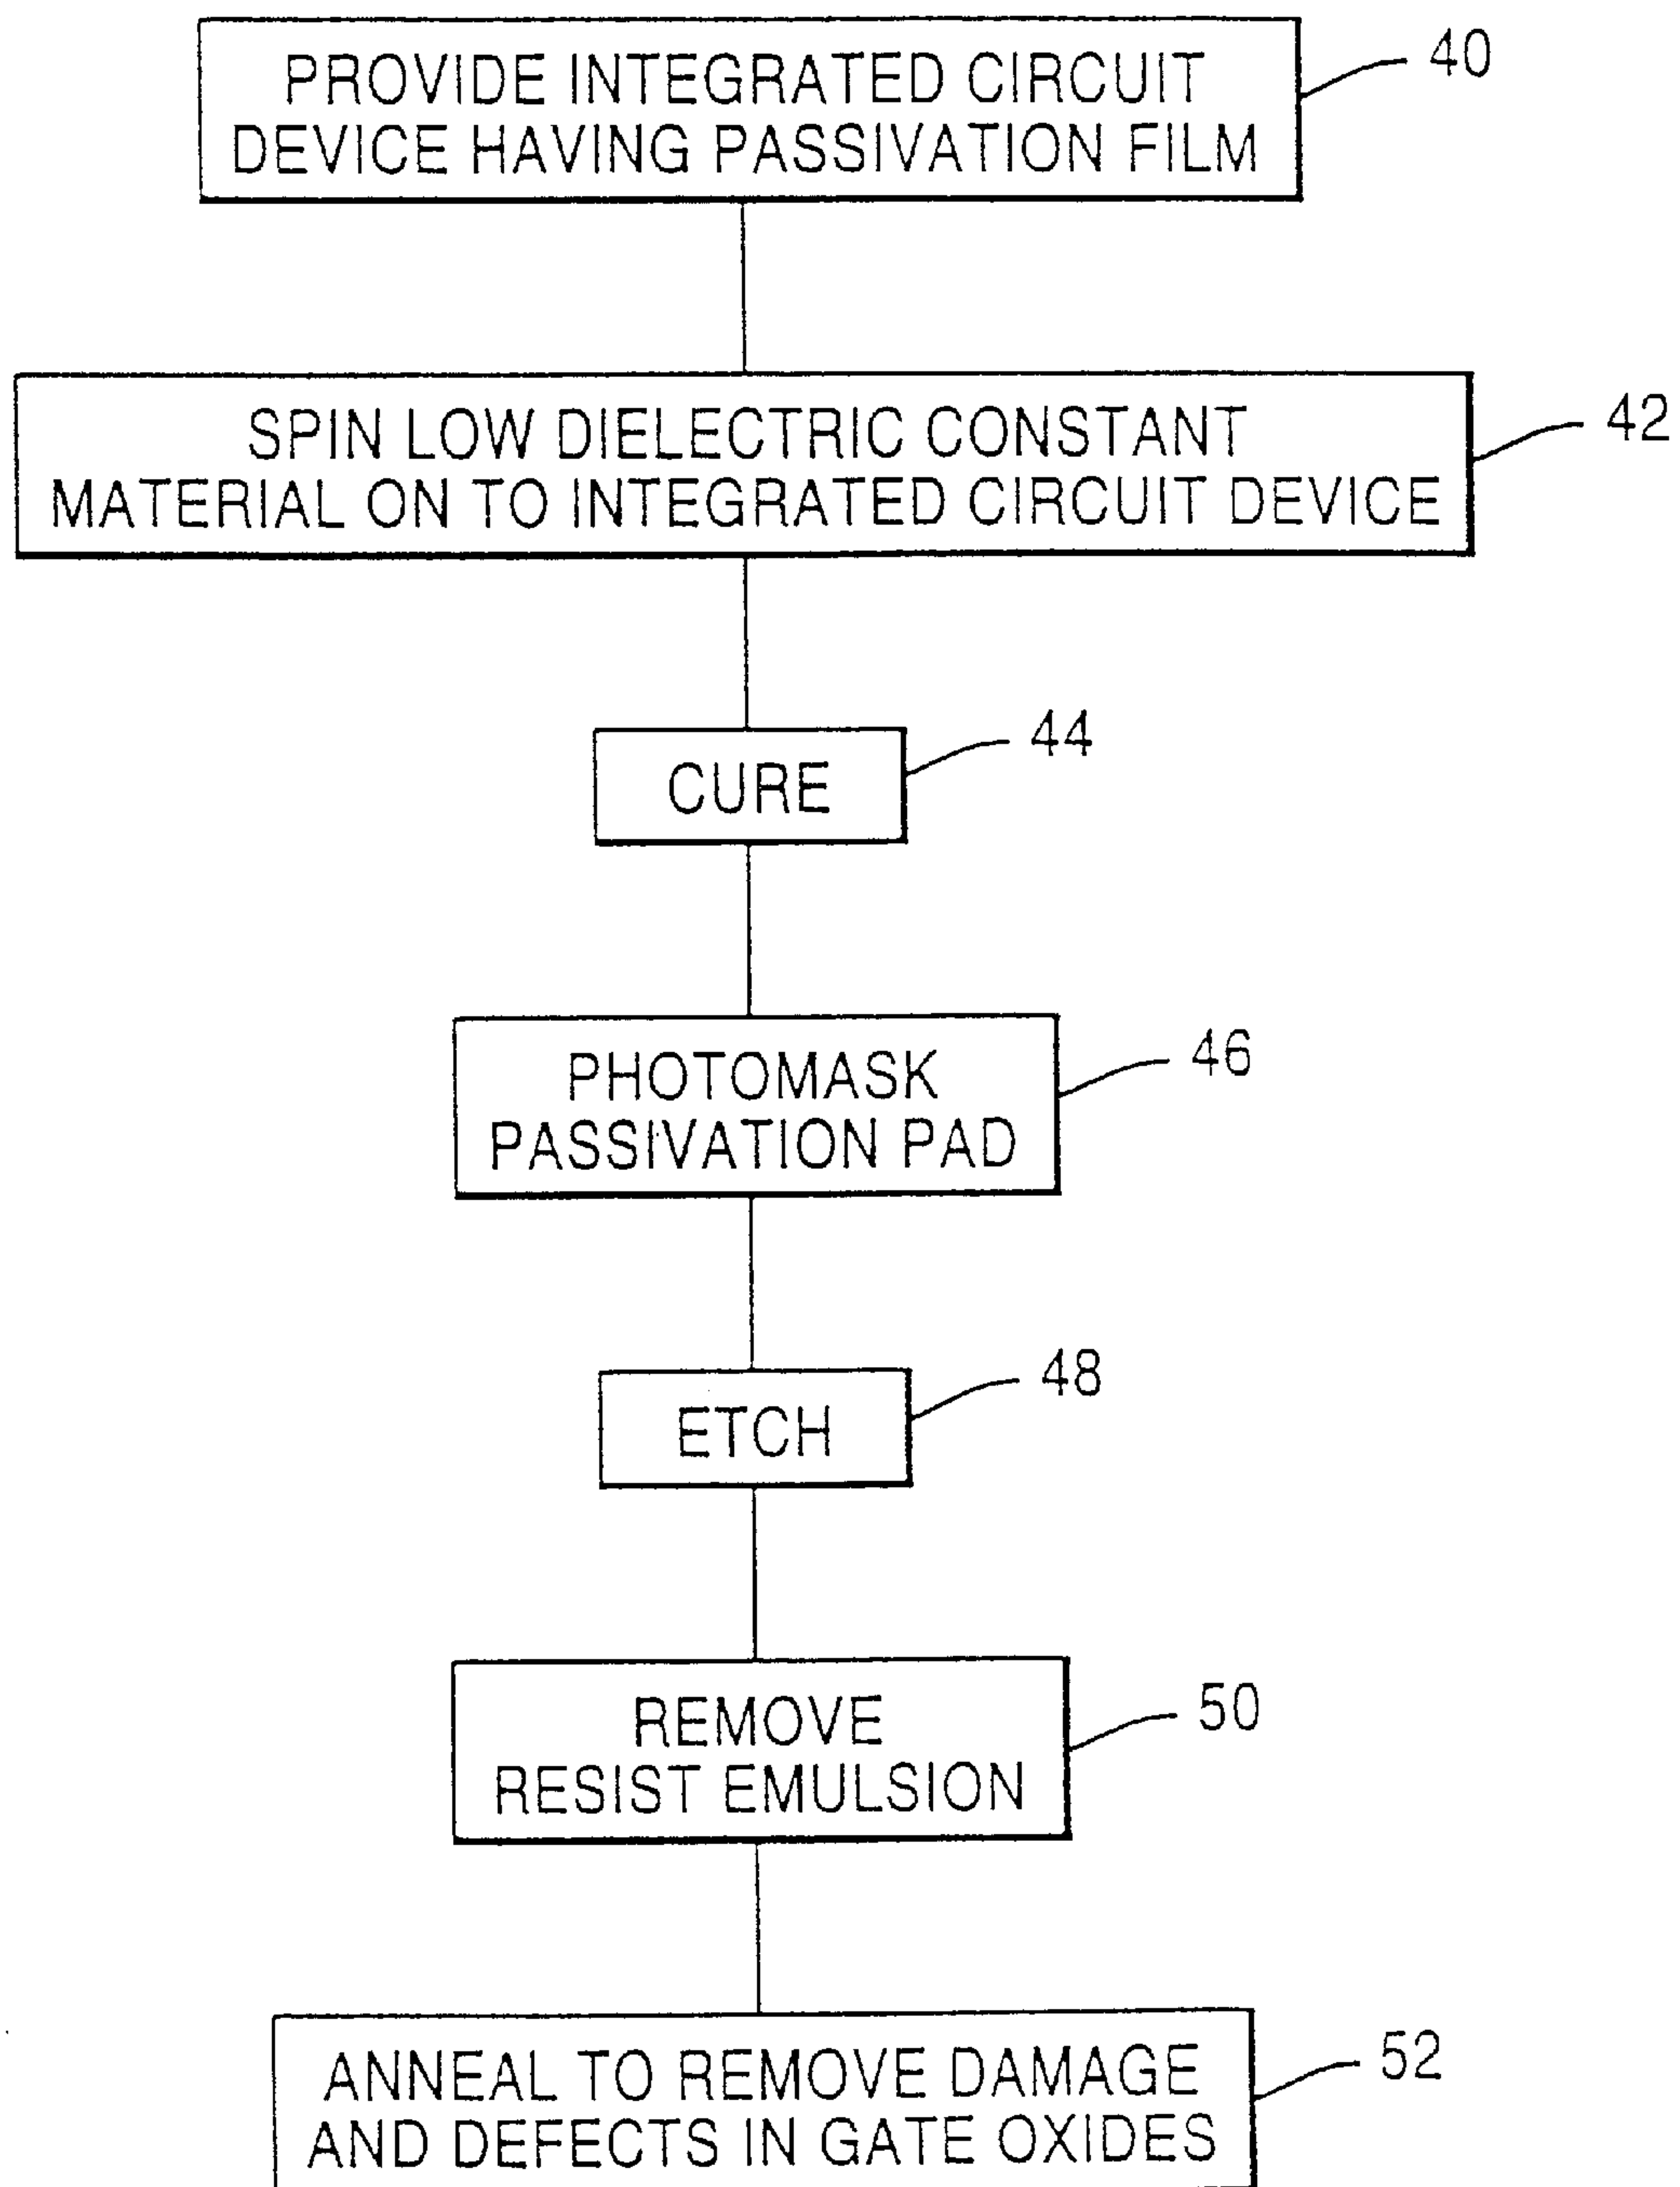 PROVIDE INTEGRATED CIRCUIT
DEVICE HAVING PASSIVATION FILM
40
SPIN LOW DIELECTRIC CONSTANT
MATERIAL ON TO INTEGRATED CIRCUIT DEVICE
42
CURE
44
PHOTOMASK
PASSIVATION PAD
46
ETCH
48
REMOVE
RESIST EMULSION
50
ANNEAL TO REMOVE DAMAGE
AND DEFECTS IN GATE OXIDES
52